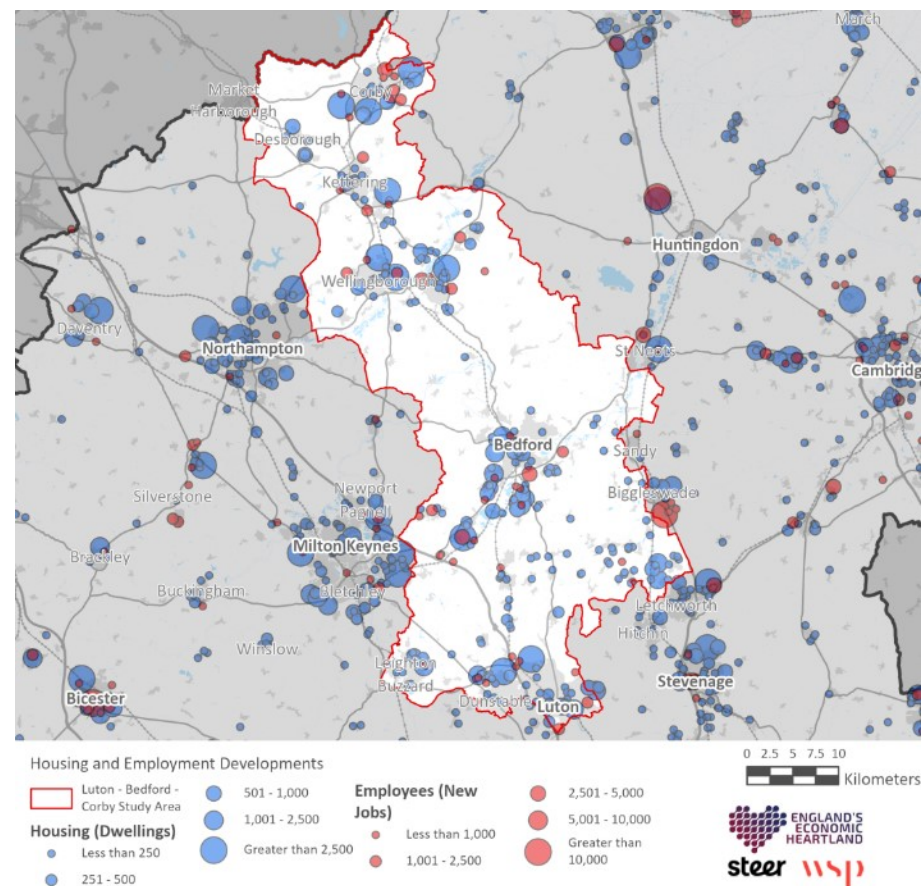 March
Market
Harborough
Corby
Desborough
Kettering
Huntingdon
Wellingborough
Daventry
Northampton
St Neots
Cambridge
Bedford
Sandy
Silverstone
Newport
Pagnell
Biggleswade
Milton Keynes
Brackley
Buckingham
Bletchley
Letchworth
Hitchin
Winslow
Leighton
Buzzard
Stevenage
Bicester
Dunstable
Luton
Housing and Employment Developments
Luton - Bedford -
Corby Study Area
Housing (Dwellings)
Less than 250
251 - 500
501 - 1,000
1,001 - 2,500
Greater than 2,500
Employees (New
Jobs)
Less than 1,000
1,001 - 2,500
2,501 - 5,000
5,001 - 10,000
Greater than
10,000
0 2.5 5 7.5 10
Kilometers
ENGLAND'S
ECONOMIC
HEARTLAND
steer wsp